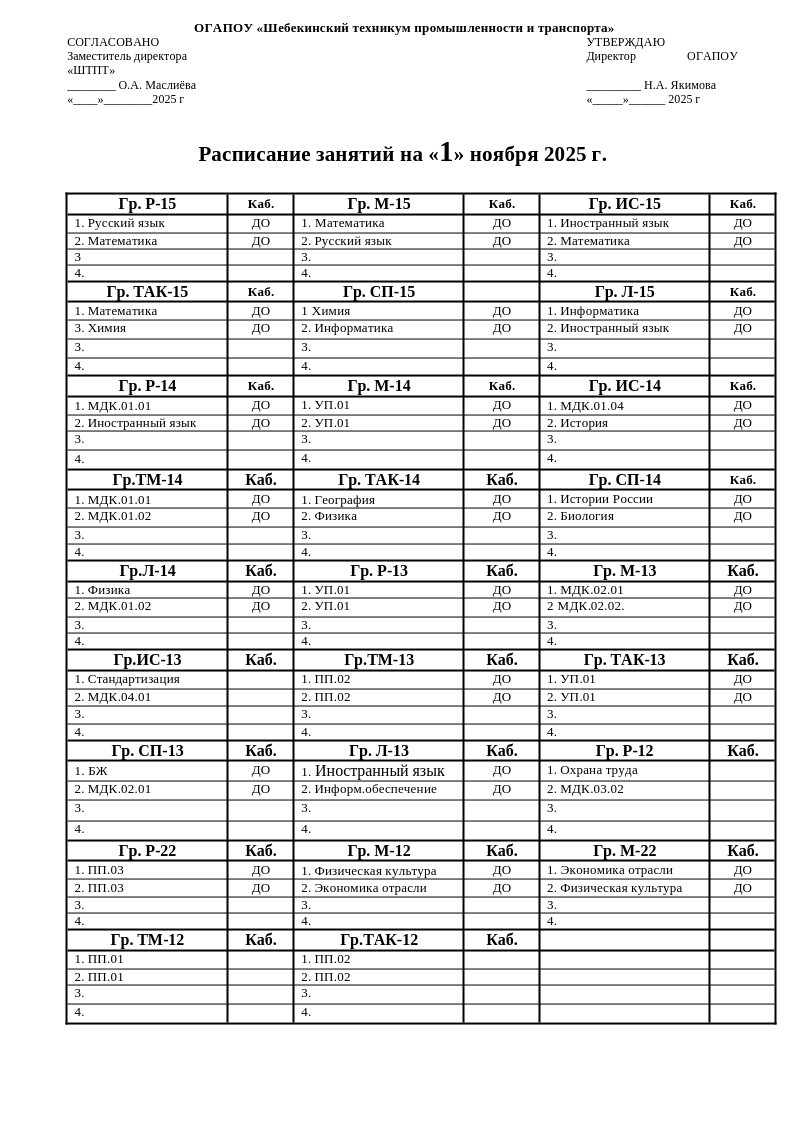 ОГАПОУ «Шебекинский техникум промышленности и транспорта»
СОГЛАСОВАНО УТВЕРЖДАЮ
Заместитель директора Директор ОГАПОУ
«ШТПТ»
________ О.А. Маслиёва _________ Н.А. Якимова
«____»________2025 г «_____»______ 2025 г
Расписание занятий на «1» ноября 2025 г.
Гр. Р-15 Каб. Гр. М-15 Каб. Гр. ИС-15 Каб.
1. Русский язык ДО 1. Математика ДО 1. Иностранный язык ДО
2. Математика ДО 2. Русский язык ДО 2. Математика ДО
3 3. 3.
4. 4. 4.
Гр. ТАК-15 Каб. Гр. СП-15 Гр. Л-15 Каб.
1. Математика ДО 1 Химия ДО 1. Информатика ДО
3. Химия ДО 2. Информатика ДО 2. Иностранный язык ДО
3. 3. 3.
4. 4. 4.
Гр. Р-14 Каб. Гр. М-14 Каб. Гр. ИС-14 Каб.
1. МДК.01.01 ДО 1. УП.01 ДО 1. МДК.01.04 ДО
2. Иностранный язык ДО 2. УП.01 ДО 2. История ДО
3. 3. 3.
4. 4. 4.
Гр.ТМ-14 Каб. Гр. ТАК-14 Каб. Гр. СП-14 Каб.
1. МДК.01.01 ДО 1. География ДО 1. Истории России ДО
2. МДК.01.02 ДО 2. Физика ДО 2. Биология ДО
3. 3. 3.
4. 4. 4.
Гр.Л-14 Каб. Гр. Р-13 Каб. Гр. М-13 Каб.
1. Физика ДО 1. УП.01 ДО 1. МДК.02.01 ДО
2. МДК.01.02 ДО 2. УП.01 ДО 2 МДК.02.02. ДО
3. 3. 3.
4. 4. 4.
Гр.ИС-13 Каб. Гр.ТМ-13 Каб. Гр. ТАК-13 Каб.
1. Стандартизация 1. ПП.02 ДО 1. УП.01 ДО
2. МДК.04.01 2. ПП.02 ДО 2. УП.01 ДО
3. 3. 3.
4. 4. 4.
Гр. СП-13 Каб. Гр. Л-13 Каб. Гр. Р-12 Каб.
1. БЖ ДО 1. Иностранный язык ДО 1. Охрана труда
2. МДК.02.01 ДО 2. Информ.обеспечение ДО 2. МДК.03.02
3. 3. 3.
4. 4. 4.
Гр. Р-22 Каб. Гр. М-12 Каб. Гр. М-22 Каб.
1. ПП.03 ДО 1. Физическая культура ДО 1. Экономика отрасли ДО
2. ПП.03 ДО 2. Экономика отрасли ДО 2. Физическая культура ДО
3. 3. 3.
4. 4. 4.
Гр. ТМ-12 Каб. Гр.ТАК-12 Каб.
1. ПП.01 1. ПП.02
2. ПП.01 2. ПП.02
3. 3.
4. 4.